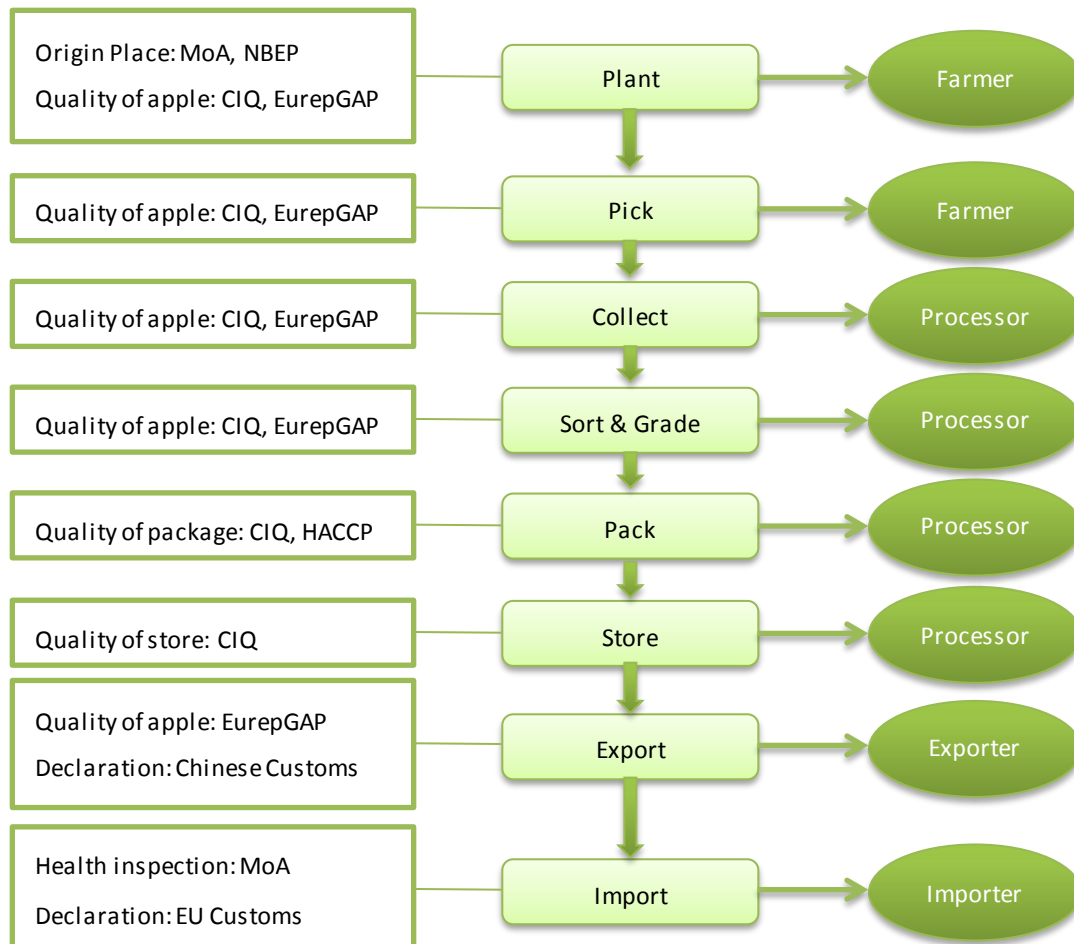 Origin Place: MoA, NBEP
Quality of apple: CIQ, EurepGAP
Plant
Farmer
Quality of apple: CIQ, EurepGAP
Pick
Farmer
Quality of apple: CIQ, EurepGAP
Collect
Processor
Quality of apple: CIQ, EurepGAP
Sort & Grade
Processor
Quality of package: CIQ, HACCP
Pack
Processor
Quality of store: CIQ
Store
Processor
Quality of apple: EurepGAP
Declaration: Chinese Customs
Export
Exporter
Health inspection: MoA
Declaration: EU Customs
Import
Importer